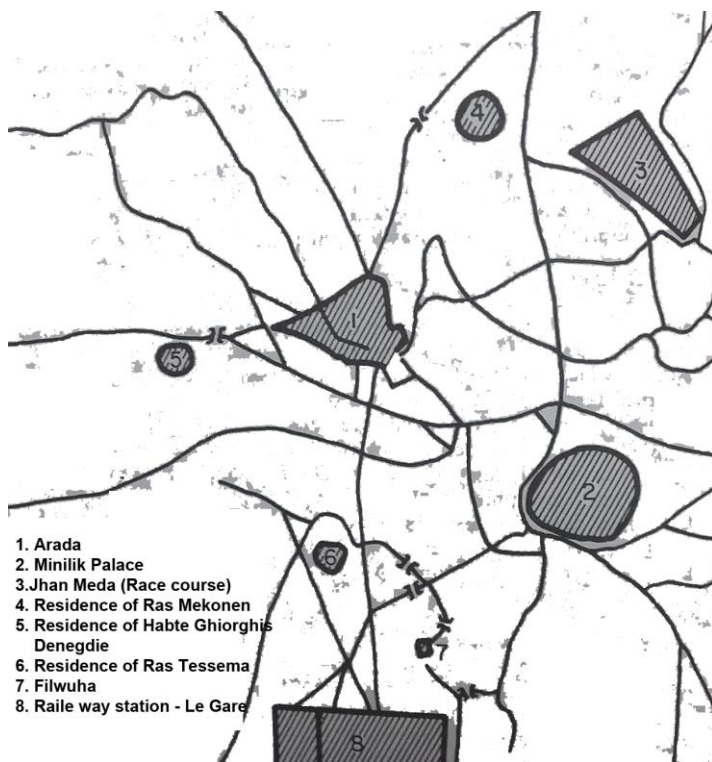 4
3
1
5
2
6
7
8
1. Arada
2. Minilik Palace
3.Jhan Meda (Race course)
4. Residence of Ras Mekonen
5. Residence of Habte Ghiorghis
Denegdie
6. Residence of Ras Tessema
7. Filwuha
8. Raile way station - Le Gare